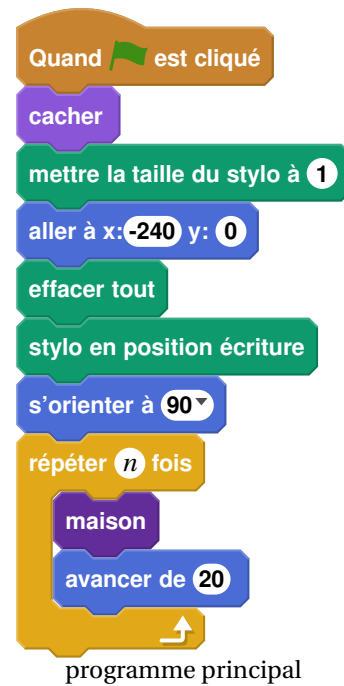 Quand est cliqué
cacher
mettre la taille du stylo à 1
aller à x: -240 y: 0
effacer tout
stylo en position écriture
s'orienter à 90
répéter n fois
maison
avancer de 20
programme principal